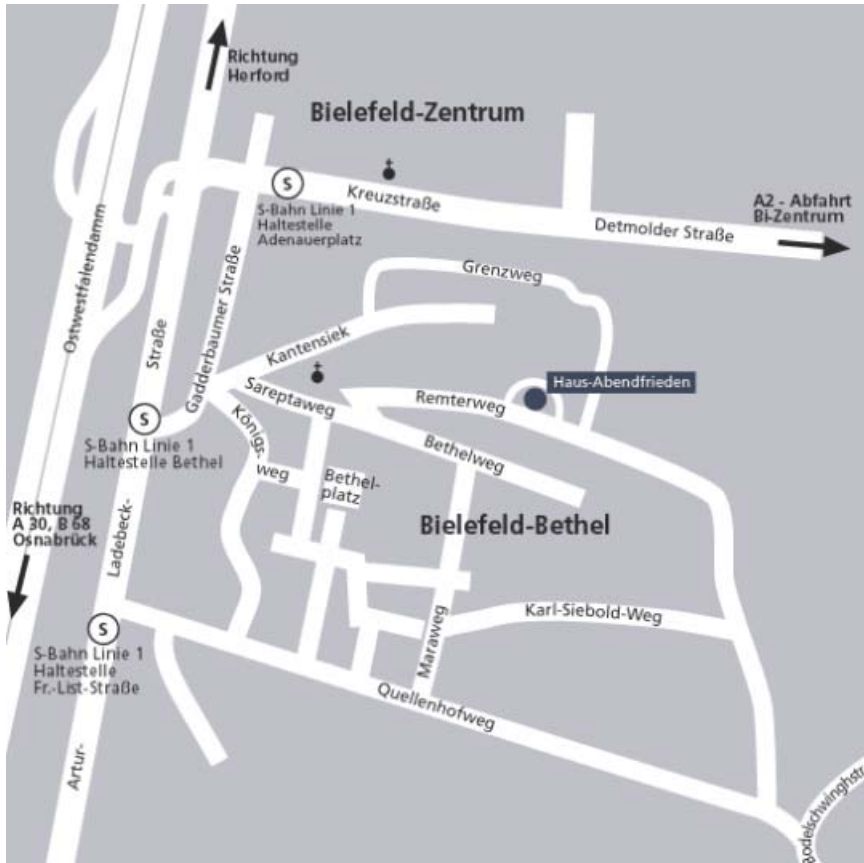 Richtung
Herford
Bielefeld-Zentrum
S
Kreuzstraße
A2 - Abfahrt
Bi-Zentrum
S-Bahn Linie 1
Haltestelle
Adenauerplatz
Detmolder Straße
Ostwestfalendamm
Grenzweg
Gadderbaumer Straße
Straße
Kantensiek
Haus-Abendfrieden
Sareptaweg
Remterweg
S
S-Bahn Linie 1
Haltestelle Bethel
Königs-
weg
Bethelweg
Bethel-
platz
Richtung
A 30, B 68
Osnabrück
Bielefeld-Bethel
Ladebeck-
Karl-Siebold-Weg
S
S-Bahn Linie 1
Haltestelle
Fr.-List-Straße
Maraweg
Quellenhofweg
Artur-
Bodelschwinghstr